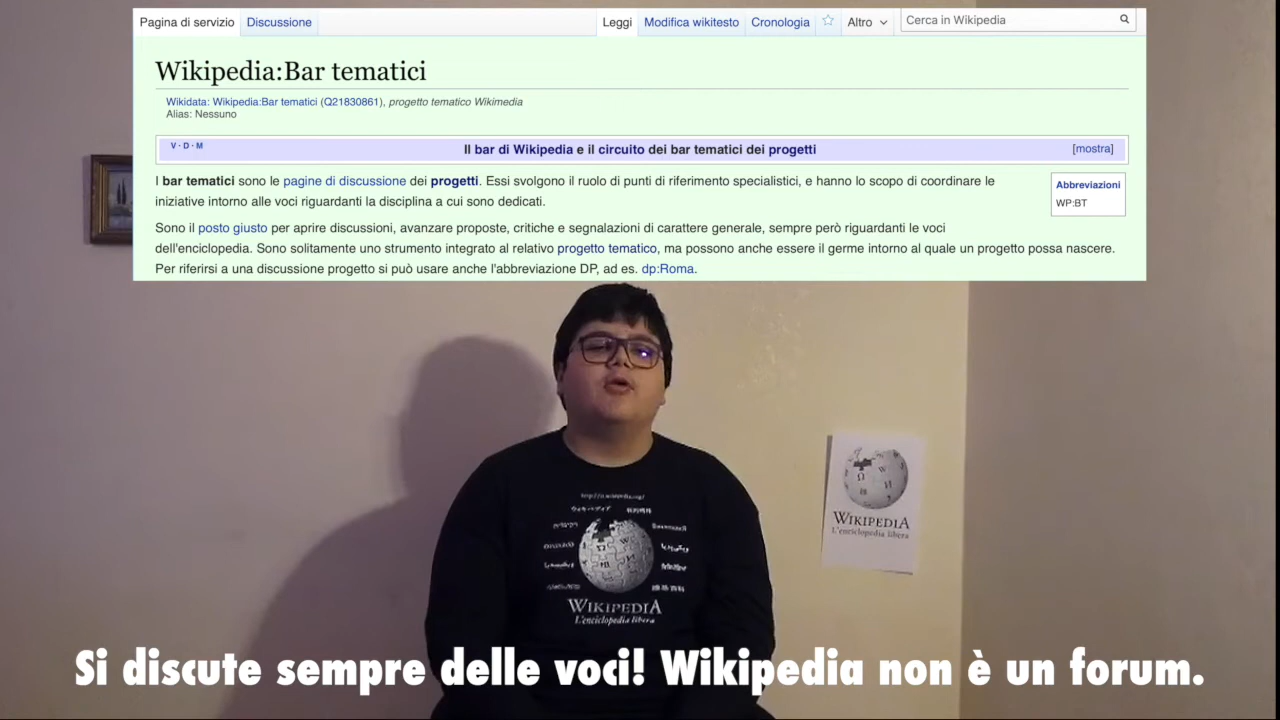 Pagina di servizio Discussione Leggi Modifica wikitesto Cronologia Altro Cerca in Wikipedia
Wikipedia:Bar tematici
Wikidata: Wikipedia:Bar tematici (Q21830861), progetto tematico Wikimedia
Alias: Nessuno
V · D · M Il bar di Wikipedia e il circuito dei bar tematici dei progetti [mostra]
I bar tematici sono le pagine di discussione dei progetti. Essi svolgono il ruolo di punti di riferimento specialistici, e hanno lo scopo di coordinare le
iniziative intorno alle voci riguardanti la disciplina a cui sono dedicati.
Abbreviazioni
WP:BT
Sono il posto giusto per aprire discussioni, avanzare proposte, critiche e segnalazioni di carattere generale, sempre però riguardanti le voci
dell'enciclopedia. Sono solitamente uno strumento integrato al relativo progetto tematico, ma possono anche essere il germe intorno al quale un progetto possa nascere.
Per riferirsi a una discussione progetto si può usare anche l'abbreviazione DP, ad es. dp:Roma.
WIKIPEDIA
L'enciclopedia libera
WIKIPEDIA
L'enciclopedia libera
Si discute sempre delle voci! Wikipedia non è un forum.